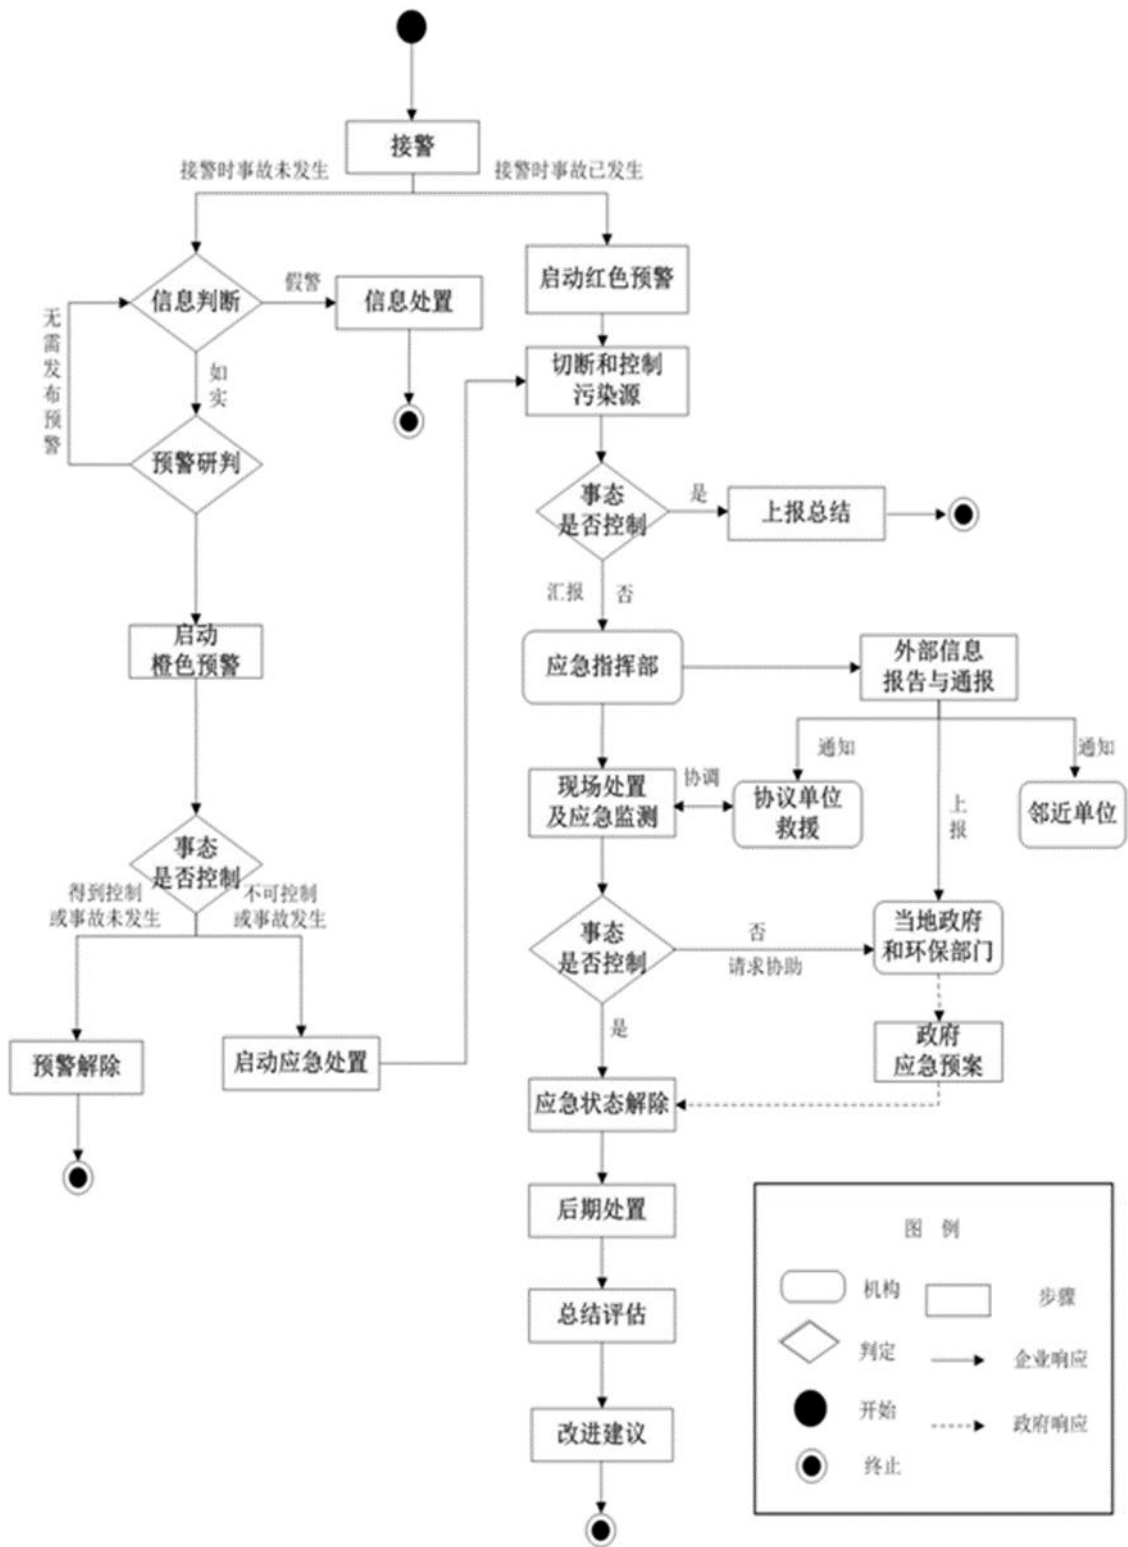 接警
接警时事故未发生
接警时事故已发生
信息判断
假警
信息处置
启动红色预警
无需发布预警
如实
切断和控制
污染源
预警研判
事态
是否控制
是
上报总结
汇报
否
启动
橙色预警
应急指挥部
外部信息
报告与通报
通知
上报
通知
现场处置
及应急监测
协调
协议单位
救援
邻近单位
事态
是否控制
得到控制
或事故未发生
不可控制
或事故发生
事态
是否控制
否
请求协助
当地政府
和环保部门
是
政府
应急预案
预警解除
启动应急处置
应急状态解除
后期处置
总结评估
改进建议
图 例
机构
步骤
判定
企业响应
开始
政府响应
终止